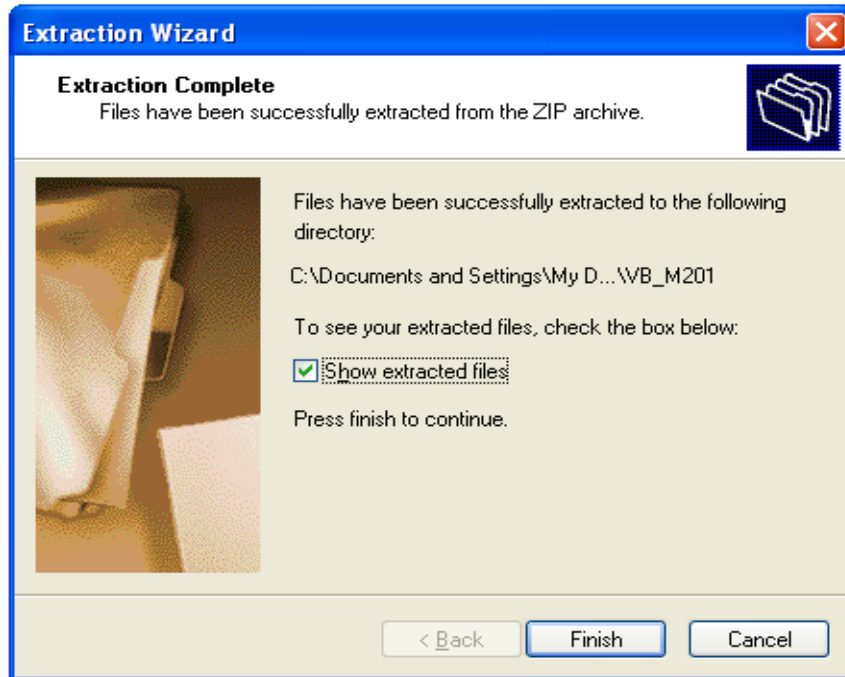 Extraction Wizard
Extraction Complete
Files have been successfully extracted from the ZIP archive.
Files have been successfully extracted to the following
directory:
C:\Documents and Settings\My D...\VB_M201
To see your extracted files, check the box below:
Show extracted files
Press finish to continue.
< Back Finish Cancel